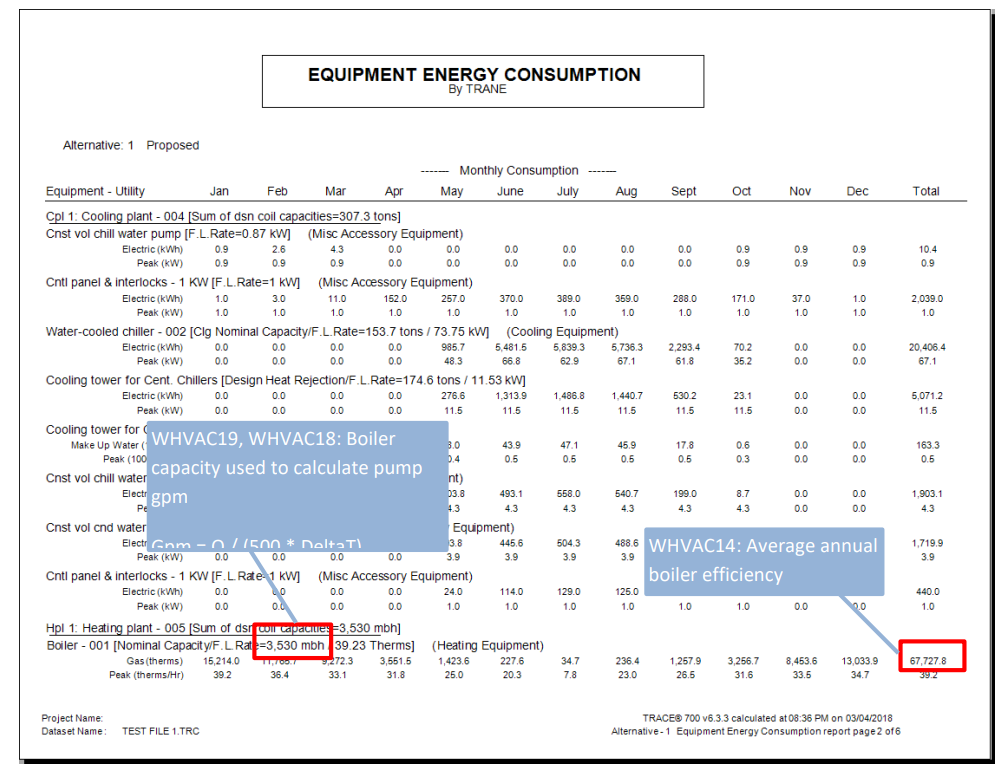 EQUIPMENT ENERGY CONSUMPTION
By TRANE
Alternative: 1 Proposed
------- Monthly Consumption -------
Equipment - Utility Jan Feb Mar Apr May June July Aug Sept Oct Nov Dec Total
Cpl 1: Cooling plant - 004 [Sum of dsn coil capacities=307.3 tons]
Cnst vol chill water pump [F.L.Rate=0.87 kW] (Misc Accessory Equipment)
Electric (kWh) 0.9 2.6 4.3 0.0 0.0 0.0 0.0 0.0 0.0 0.9 0.9 0.9 10.4
Peak (kW) 0.9 0.9 0.9 0.0 0.0 0.0 0.0 0.0 0.0 0.9 0.9 0.9 0.9
Cntl panel & interlocks - 1 KW [F.L.Rate=1 kW] (Misc Accessory Equipment)
Electric (kWh) 1.0 3.0 11.0 152.0 257.0 370.0 389.0 359.0 288.0 171.0 37.0 1.0 2,039.0
Peak (kW) 1.0 1.0 1.0 1.0 1.0 1.0 1.0 1.0 1.0 1.0 1.0 1.0 1.0
Water-cooled chiller - 002 [Clg Nominal Capacity/F.L.Rate=153.7 tons / 73.75 kW] (Cooling Equipment)
Electric (kWh) 0.0 0.0 0.0 0.0 985.7 5,481.5 5,839.3 5,736.3 2,293.4 70.2 0.0 0.0 20,406.4
Peak (kW) 0.0 0.0 0.0 0.0 48.3 66.8 62.9 67.1 61.8 35.2 0.0 0.0 67.1
Cooling tower for Cent. Chillers [Design Heat Rejection/F.L.Rate=174.6 tons / 11.53 kW]
Electric (kWh) 0.0 0.0 0.0 0.0 276.6 1,313.9 1,486.8 1,440.7 530.2 23.1 0.0 0.0 5,071.2
Peak (kW) 0.0 0.0 0.0 0.0 11.5 11.5 11.5 11.5 11.5 11.5 0.0 0.0 11.5
Cooling tower for
Make Up Water 43.9 47.1 45.9 17.8 0.6 0.0 0.0 163.3
Peak (100 0.4 0.5 0.5 0.5 0.5 0.3 0.0 0.0 0.5
Cnst vol chill water nt)
493.1 558.0 540.7 199.0 8.7 0.0 0.0 1,903.1
4.3 4.3 4.3 4.3 4.3 4.3 0.0 0.0 4.3
WHVAC19, WHVAC18: Boiler
capacity used to calculate pump
gpm
Gpm = Q / (500 * DeltaT)
Cnst vol cnd water Equipment)
445.6 504.3 488.6 1,719.9
Peak (kW) 0.0 0.0 0.0 0.0 3.9 3.9 3.9 3.9 3.9
WHVAC14: Average annual
boiler efficiency
Cntl panel & interlocks - 1 KW [F.L.Rate=1 kW] (Misc Accessory Equipment)
Electric (kWh) 0.0 0.0 0.0 0.0 24.0 114.0 129.0 125.0 440.0
Peak (kW) 0.0 0.0 0.0 0.0 1.0 1.0 1.0 1.0 1.0 1.0 0.0 0.0 1.0
Hpl 1: Heating plant - 005 [Sum of dsn coil capacities=3,530 mbh]
Boiler - 001 [Nominal Capacity/F.L.Rate=3,530 mbh / 39.23 Therms] (Heating Equipment)
Gas (therms) 15,214.0 11,766.7 9,272.3 3,551.5 1,423.6 227.6 34.7 236.4 1,257.9 3,256.7 8,453.6 13,033.9 67,727.8
Peak (therms/Hr) 39.2 36.4 33.1 31.8 25.0 20.3 7.8 23.0 26.5 31.6 33.5 34.7 39.2
Project Name:
Dataset Name: TEST FILE 1.TRC
TRACE® 700 v6.3.3 calculated at 08:36 PM on 03/04/2018
Alternative - 1 Equipment Energy Consumption report page 2 of 6